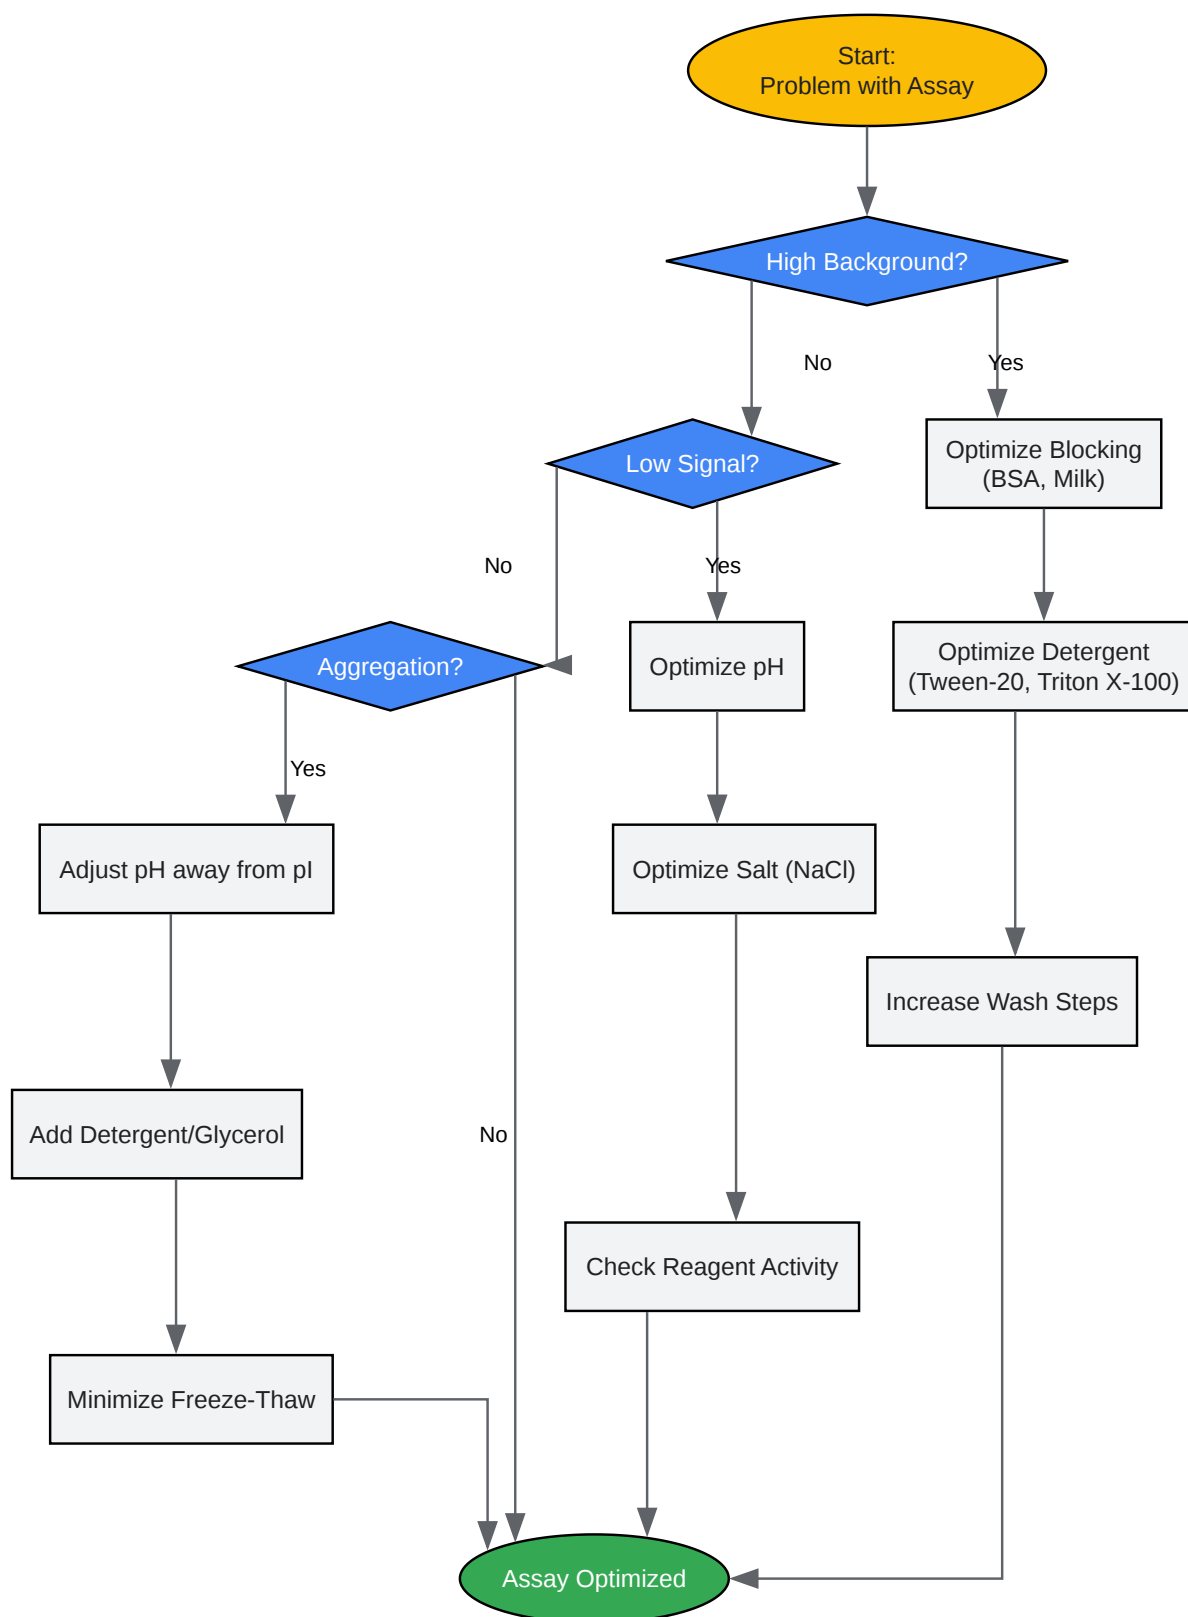 Start:
Problem with Assay
High Background?
No
Yes
Low Signal?
Optimize Blocking
(BSA, Milk)
No
Yes
Aggregation?
Optimize pH
Optimize Detergent
(Tween-20, Triton X-100)
Yes
Adjust pH away from pI
Optimize Salt (NaCl)
Increase Wash Steps
Add Detergent/Glycerol
No
Check Reagent Activity
Minimize Freeze-Thaw
Assay Optimized